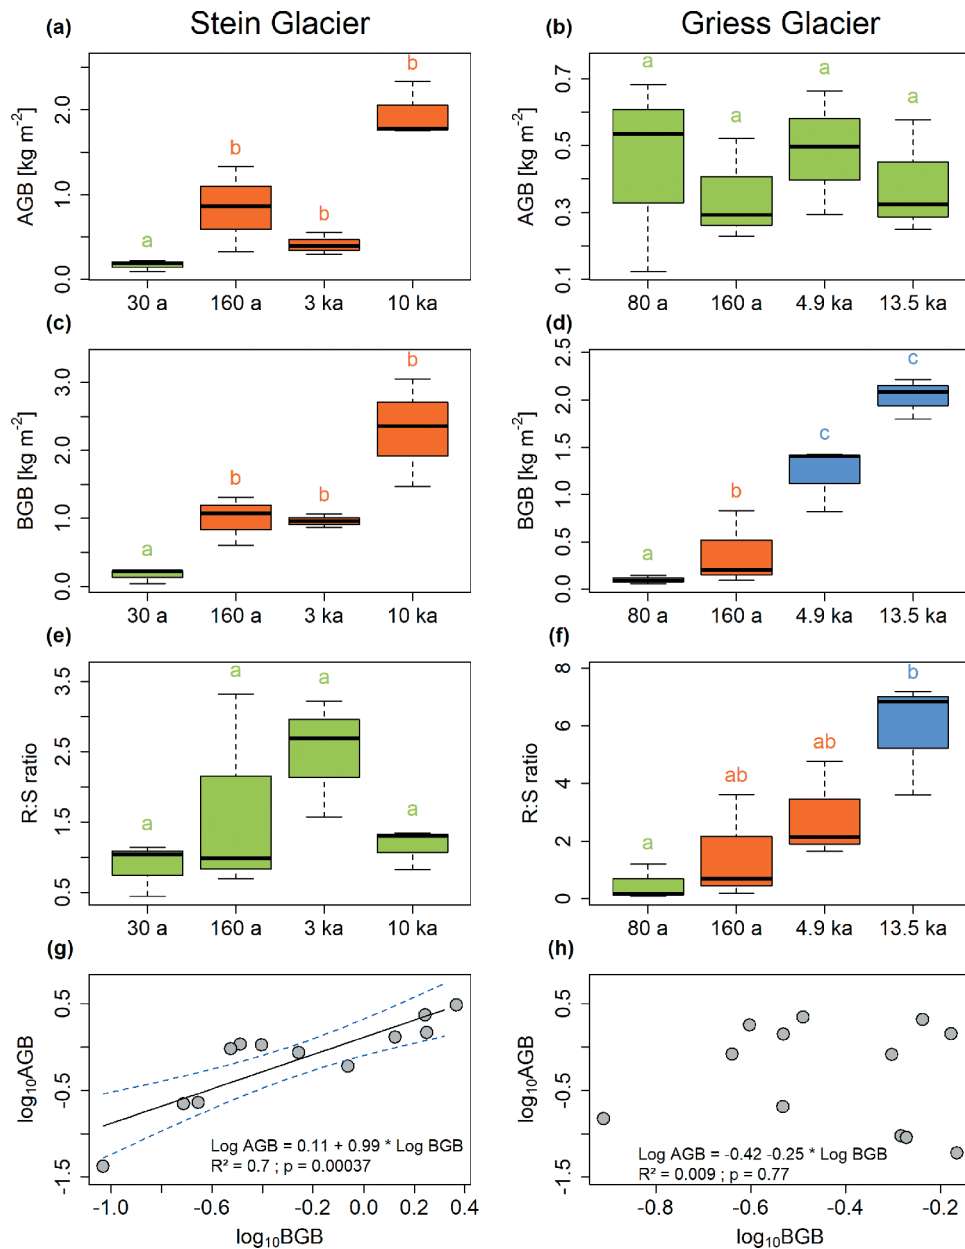 (a) Stein Glacier
(b) Griess Glacier
AGB [kg m⁻²]
0.0 1.0 2.0
a b b b
30 a 160 a 3 ka 10 ka
AGB [kg m⁻²]
0.1 0.3 0.5 0.7
a a a a
80 a 160 a 4.9 ka 13.5 ka
(c)
BGB [kg m⁻²]
0.0 1.0 2.0 3.0
a b b b
30 a 160 a 3 ka 10 ka
(d)
BGB [kg m⁻²]
0.0 0.5 1.0 1.5 2.0 2.5
a b c c
80 a 160 a 4.9 ka 13.5 ka
(e)
R:S ratio
0.5 1.5 2.5 3.5
a a a a
30 a 160 a 3 ka 10 ka
(f)
R:S ratio
0 2 4 6 8
a ab ab b
80 a 160 a 4.9 ka 13.5 ka
(g)
log₁₀AGB
-1.5 -0.5 0.5
Log AGB = 0.11 + 0.99 * Log BGB
R² = 0.7 ; p = 0.00037
-1.0 -0.6 -0.2 0.0 0.2 0.4
log₁₀BGB
(h)
log₁₀AGB
-1.5 -0.5 0.5
Log AGB = -0.42 -0.25 * Log BGB
R² = 0.009 ; p = 0.77
-0.8 -0.6 -0.4 -0.2
log₁₀BGB